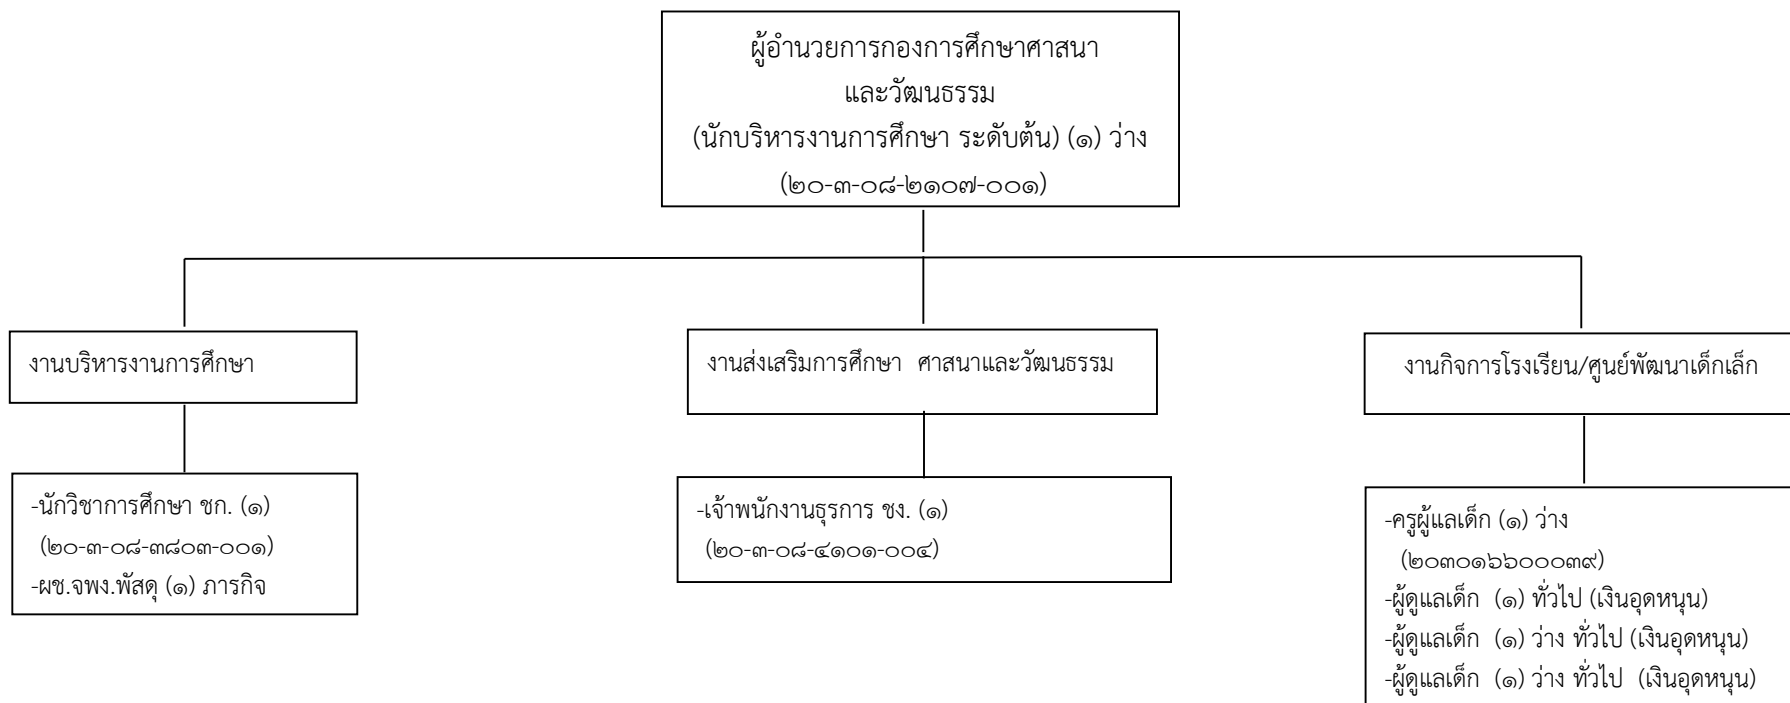 ผู้อำนวยการกองการศึกษาศาสนา
และวัฒนธรรม
(นักบริหารงานการศึกษา ระดับต้น) (๑) ว่าง
(๒๐-๓-๐๘-๒๑๐๗-๐๐๑)
งานบริหารงานการศึกษา
-นักวิชาการศึกษา ชก. (๑)
(๒๐-๓-๐๘-๓๘๐๓-๐๐๑)
-ผช.จพง.พัสดุ (๑) ภารกิจ
งานส่งเสริมการศึกษา ศาสนาและวัฒนธรรม
-เจ้าพนักงานธุรการ ชง. (๑)
(๒๐-๓-๐๘-๔๑๐๑-๐๐๔)
งานกิจการโรงเรียน/ศูนย์พัฒนาเด็กเล็ก
-ครูผู้แลเด็ก (๑) ว่าง
(๒๐๓๐๑๖๖๐๐๐๓๙)
-ผู้ดูแลเด็ก (๑) ทั่วไป (เงินอุดหนุน)
-ผู้ดูแลเด็ก (๑) ว่าง ทั่วไป (เงินอุดหนุน)
-ผู้ดูแลเด็ก (๑) ว่าง ทั่วไป (เงินอุดหนุน)